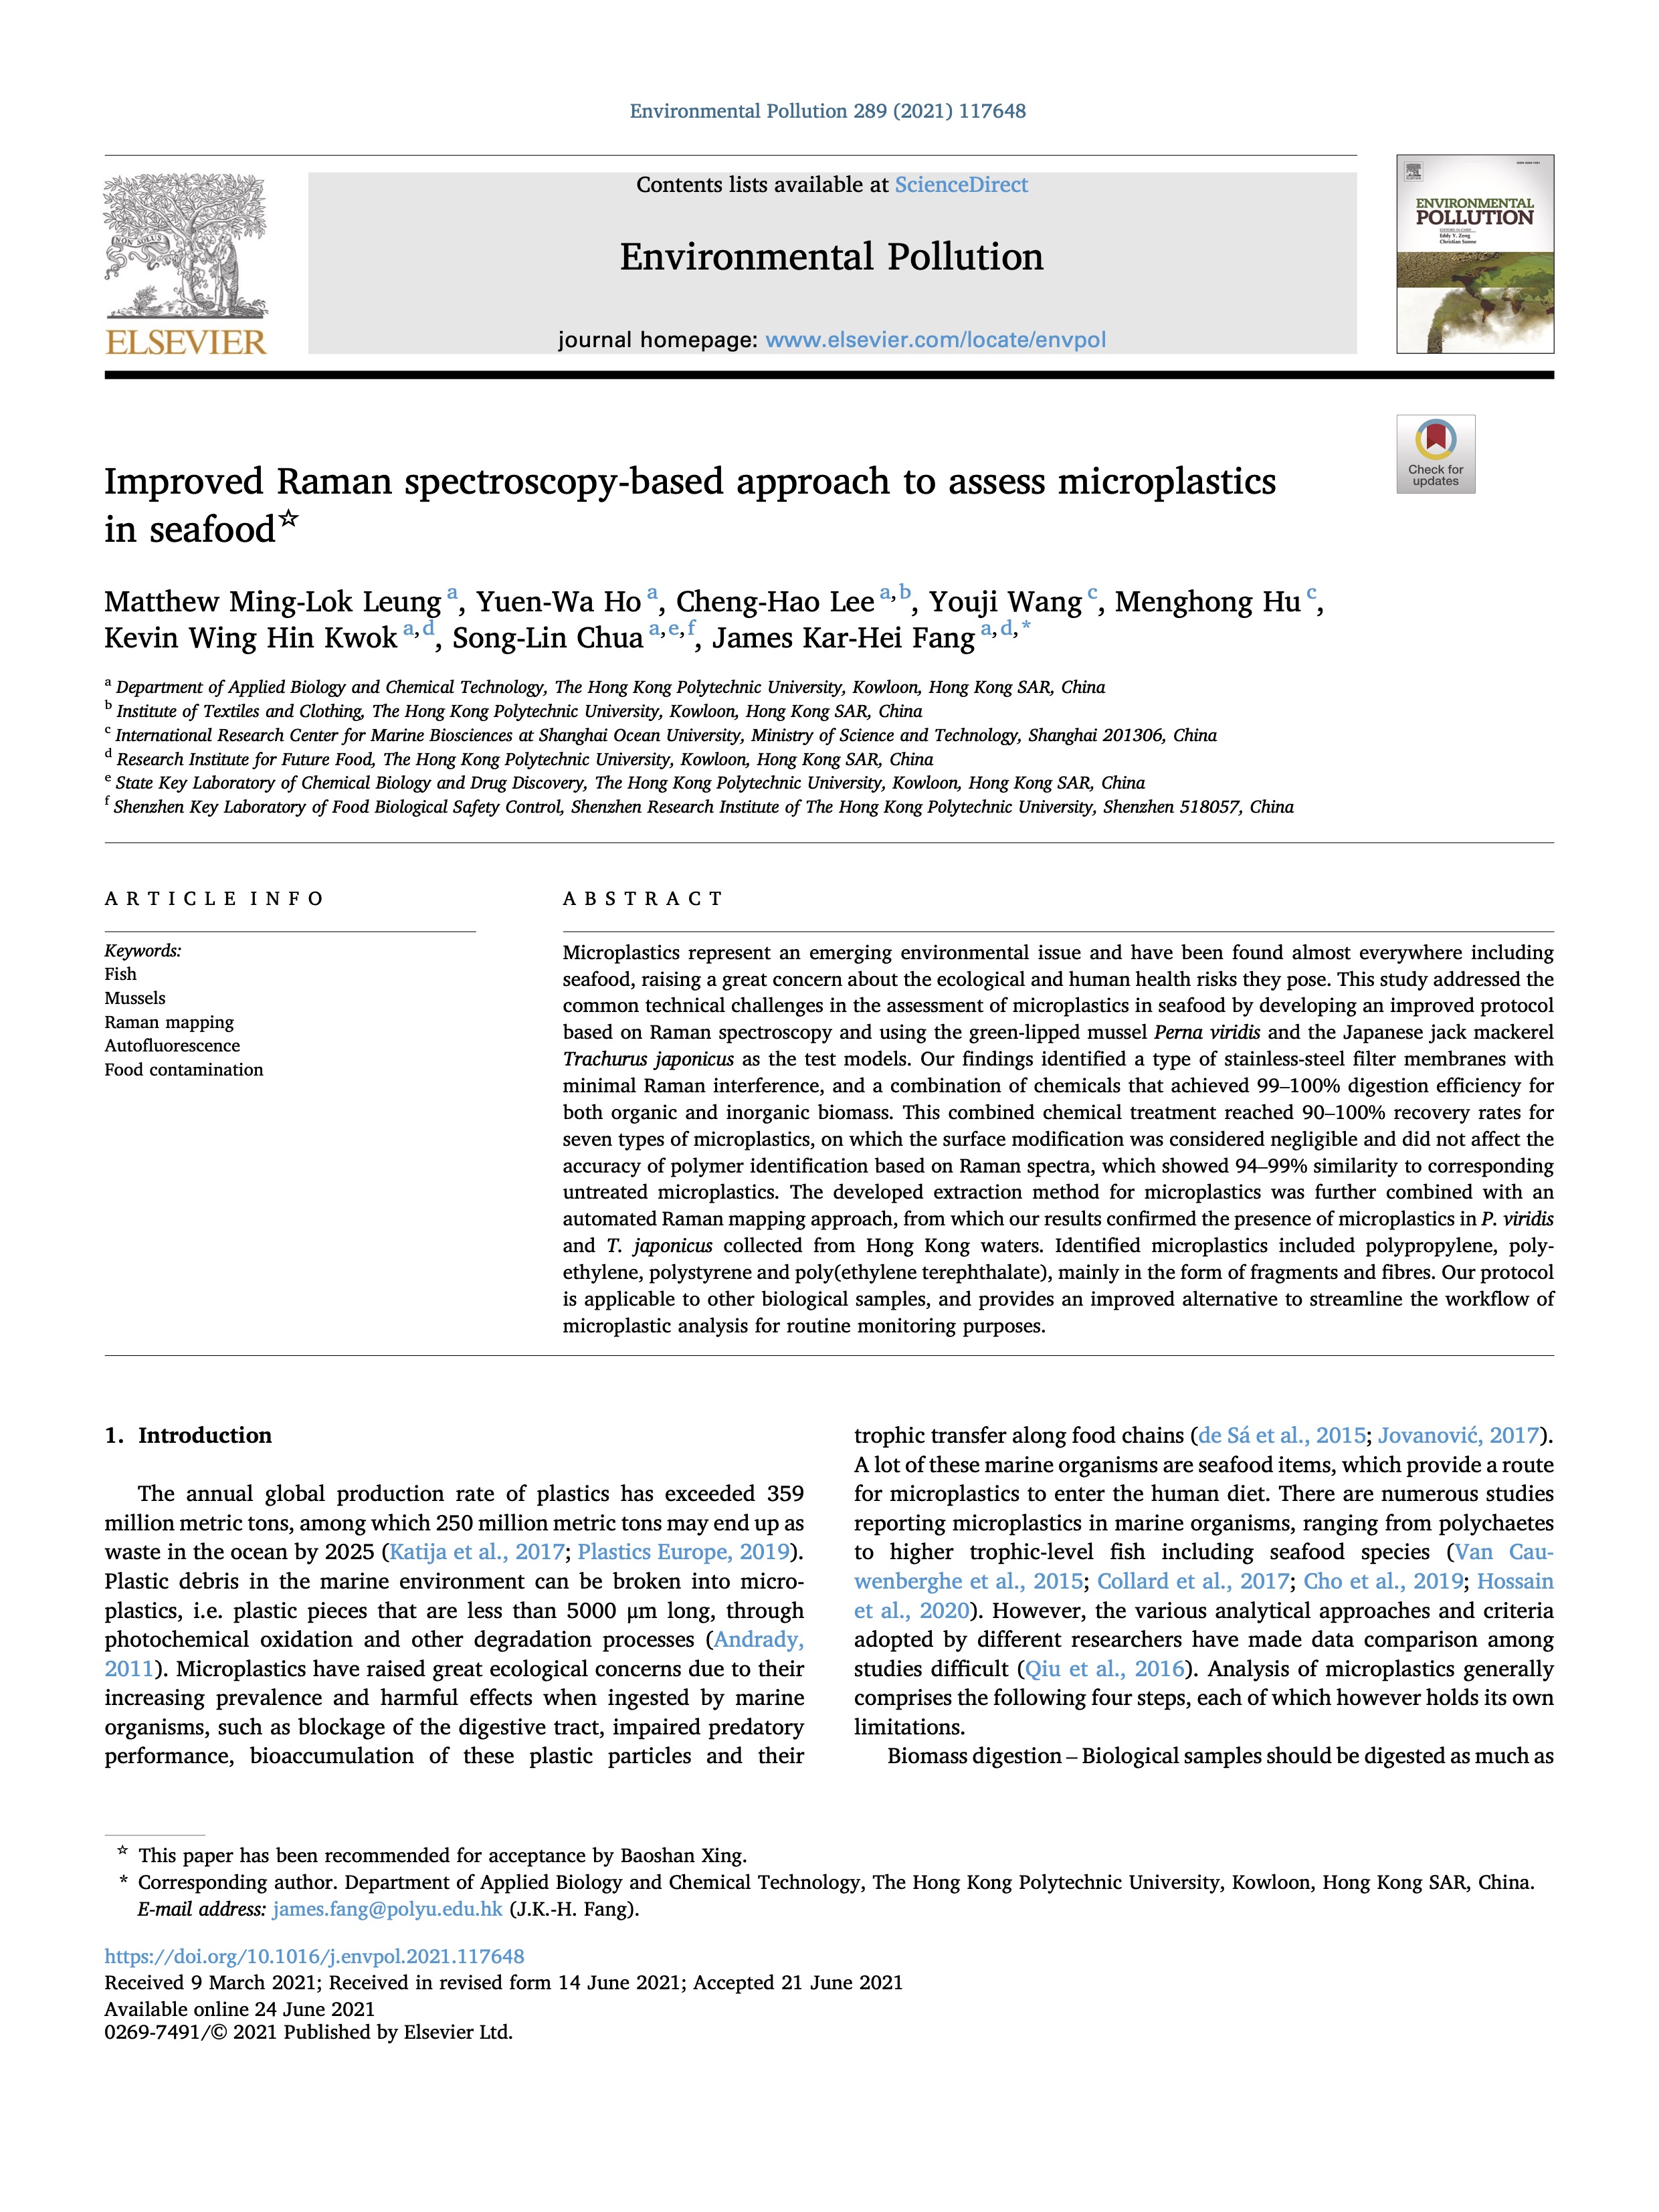 Environmental Pollution 289 (2021) 117648
Contents lists available at ScienceDirect
Environmental Pollution
journal homepage: www.elsevier.com/locate/envpol
NON SOLUS
ELSEVIER
ENVIRONMENTAL
POLLUTION
Eddy Y. Zeng
Christian Sonne
Check for
updates
Improved Raman spectroscopy-based approach to assess microplastics
in seafood☆
Matthew Ming-Lok Leung a, Yuen-Wa Ho a, Cheng-Hao Lee a,b, Youji Wang c, Menghong Hu c,
Kevin Wing Hin Kwok a,d, Song-Lin Chua a,e,f, James Kar-Hei Fang a,d,*
a Department of Applied Biology and Chemical Technology, The Hong Kong Polytechnic University, Kowloon, Hong Kong SAR, China
b Institute of Textiles and Clothing, The Hong Kong Polytechnic University, Kowloon, Hong Kong SAR, China
c International Research Center for Marine Biosciences at Shanghai Ocean University, Ministry of Science and Technology, Shanghai 201306, China
d Research Institute for Future Food, The Hong Kong Polytechnic University, Kowloon, Hong Kong SAR, China
e State Key Laboratory of Chemical Biology and Drug Discovery, The Hong Kong Polytechnic University, Kowloon, Hong Kong SAR, China
f Shenzhen Key Laboratory of Food Biological Safety Control, Shenzhen Research Institute of The Hong Kong Polytechnic University, Shenzhen 518057, China
ARTICLE INFO
Keywords:
Fish
Mussels
Raman mapping
Autofluorescence
Food contamination
ABSTRACT
Microplastics represent an emerging environmental issue and have been found almost everywhere including
seafood, raising a great concern about the ecological and human health risks they pose. This study addressed the
common technical challenges in the assessment of microplastics in seafood by developing an improved protocol
based on Raman spectroscopy and using the green-lipped mussel Perna viridis and the Japanese jack mackerel
Trachurus japonicus as the test models. Our findings identified a type of stainless-steel filter membranes with
minimal Raman interference, and a combination of chemicals that achieved 99–100% digestion efficiency for
both organic and inorganic biomass. This combined chemical treatment reached 90–100% recovery rates for
seven types of microplastics, on which the surface modification was considered negligible and did not affect the
accuracy of polymer identification based on Raman spectra, which showed 94–99% similarity to corresponding
untreated microplastics. The developed extraction method for microplastics was further combined with an
automated Raman mapping approach, from which our results confirmed the presence of microplastics in P. viridis
and T. japonicus collected from Hong Kong waters. Identified microplastics included polypropylene, poly-
ethylene, polystyrene and poly(ethylene terephthalate), mainly in the form of fragments and fibres. Our protocol
is applicable to other biological samples, and provides an improved alternative to streamline the workflow of
microplastic analysis for routine monitoring purposes.
1. Introduction
The annual global production rate of plastics has exceeded 359
million metric tons, among which 250 million metric tons may end up as
waste in the ocean by 2025 (Katija et al., 2017; Plastics Europe, 2019).
Plastic debris in the marine environment can be broken into micro-
plastics, i.e. plastic pieces that are less than 5000 μm long, through
photochemical oxidation and other degradation processes (Andrady,
2011). Microplastics have raised great ecological concerns due to their
increasing prevalence and harmful effects when ingested by marine
organisms, such as blockage of the digestive tract, impaired predatory
performance, bioaccumulation of these plastic particles and their
trophic transfer along food chains (de Sá et al., 2015; Jovanović, 2017).
A lot of these marine organisms are seafood items, which provide a route
for microplastics to enter the human diet. There are numerous studies
reporting microplastics in marine organisms, ranging from polychaetes
to higher trophic-level fish including seafood species (Van Cau-
wenberghe et al., 2015; Collard et al., 2017; Cho et al., 2019; Hossain
et al., 2020). However, the various analytical approaches and criteria
adopted by different researchers have made data comparison among
studies difficult (Qiu et al., 2016). Analysis of microplastics generally
comprises the following four steps, each of which however holds its own
limitations.
Biomass digestion – Biological samples should be digested as much as
☆ This paper has been recommended for acceptance by Baoshan Xing.
* Corresponding author. Department of Applied Biology and Chemical Technology, The Hong Kong Polytechnic University, Kowloon, Hong Kong SAR, China.
E-mail address: james.fang@polyu.edu.hk (J.K.-H. Fang).
https://doi.org/10.1016/j.envpol.2021.117648
Received 9 March 2021; Received in revised form 14 June 2021; Accepted 21 June 2021
Available online 24 June 2021
0269-7491/© 2021 Published by Elsevier Ltd.